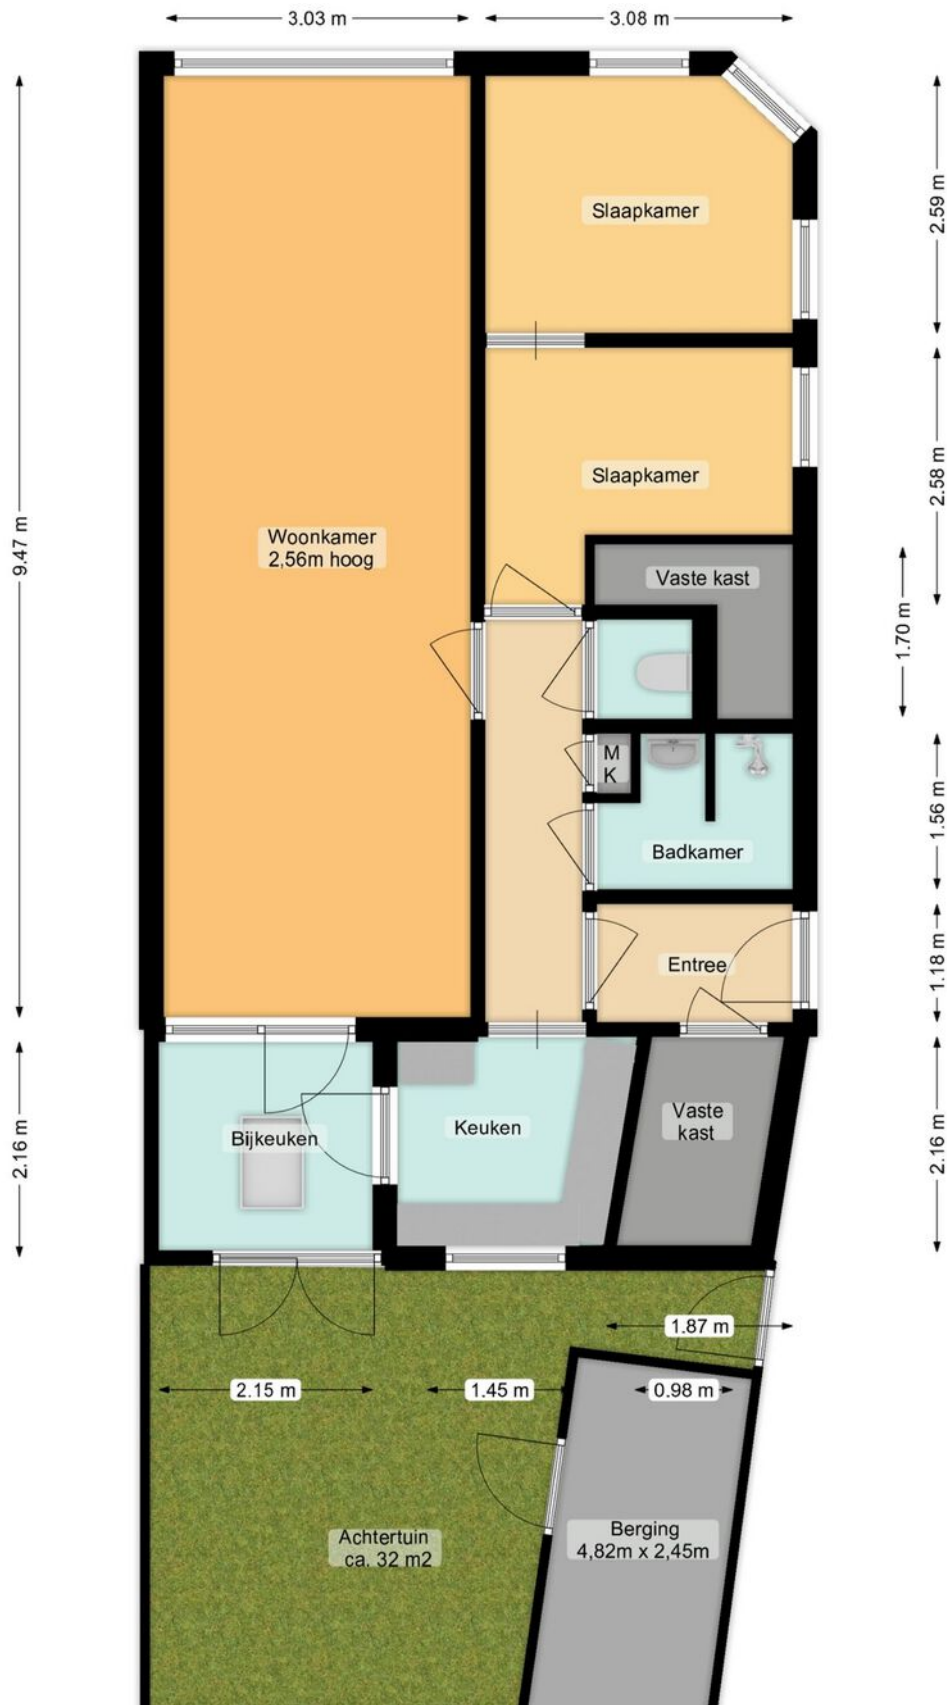 3.03 m
3.08 m
2.59 m
Slaapkamer
Slaapkamer
2.58 m
9.47 m
Woonkamer
2,56m hoog
Vaste kast
1.70 m
M
K
1.56 m
Badkamer
Entree
1.18 m
2.16 m
Bijkeuken
Keuken
Vaste
kast
2.16 m
1.87 m
2.15 m
1.45 m
0.98 m
Achtertuin
ca. 32 m2
Berging
4,82m x 2,45m